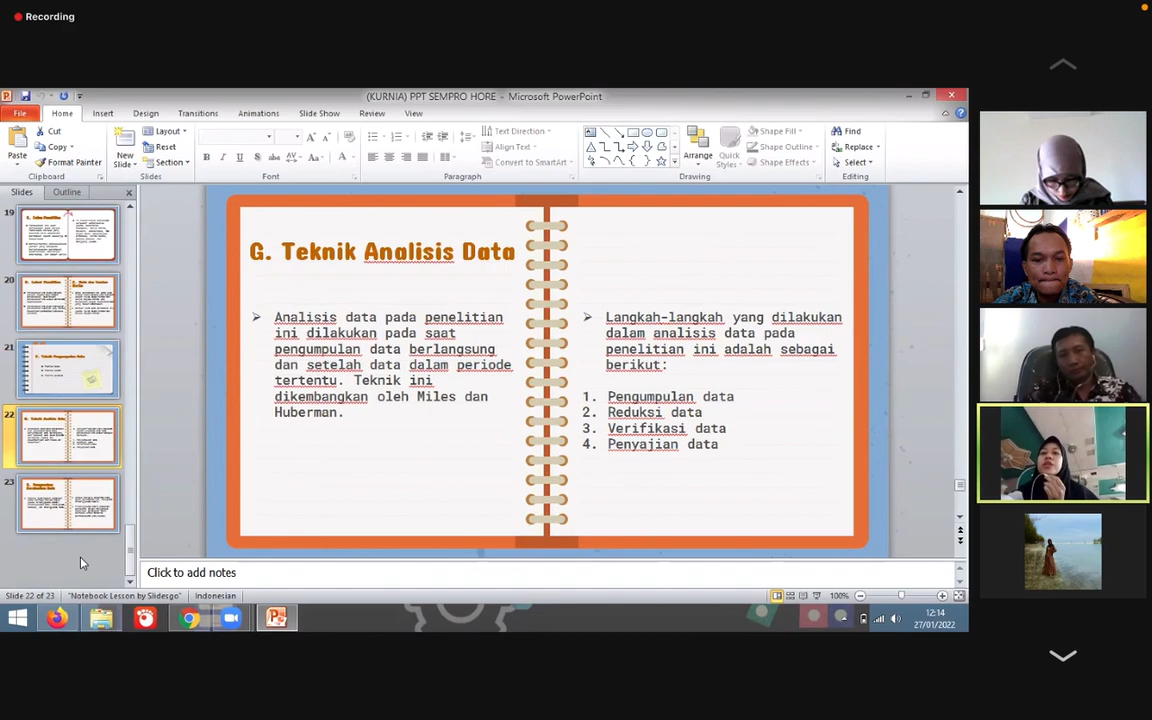 Recording
(KURNIA) PPT SEMPRO HORE - Microsoft PowerPoint
File Home Insert Design Transitions Animations Slide Show Review View
Paste
Cut
Copy
Format Painter
Clipboard
New
Slide
Layout
Reset
Section
Slides
Font
Text Direction
Align Text
Convert to SmartArt
Paragraph
Arrange
Quick
Styles
Shape Fill
Shape Outline
Shape Effects
Drawing
Find
Replace
Select
Editing
Slides Outline
19
20
21
22
23
G. Teknik Analisis Data
Analisis data pada penelitian
ini dilakukan pada saat
pengumpulan data berlangsung
dan setelah data dalam periode
tertentu. Teknik ini
dikembangkan oleh Miles dan
Huberman.
Langkah-langkah yang dilakukan
dalam analisis data pada
penelitian ini adalah sebagai
berikut:
1. Pengumpulan data
2. Reduksi data
3. Verifikasi data
4. Penyajian data
Click to add notes
Slide 22 of 23 "Notebook Lesson by Slidesgo" Indonesian 100%
12:14
27/01/2022